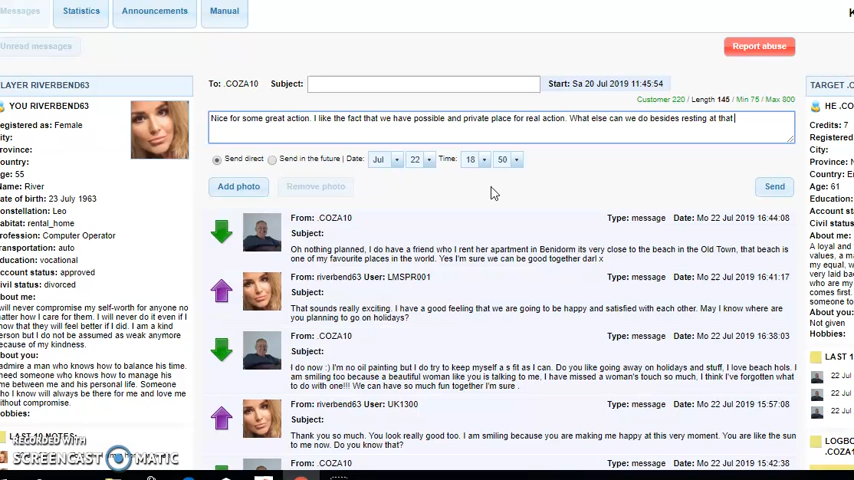 Messages Statistics Announcements Manual
K
Unread messages
Report abuse
PLAYER RIVERBEND63
To: .COZA10 Subject: Start: Sa 20 Jul 2019 11:45:54
TARGET .C
Customer 220 / Length 145 / Min 75 / Max 800
YOU RIVERBEND63
Registered as: Female
City:
Province:
Country:
Age: 55
Name: River
Date: 23 July 1963
Constellation: Leo
Habitat: rental_home
Profession: Computer Operator
Transportation: auto
Education: vocational
Account status: approved
Civil status: divorced
About me:
I will never compromise my self-worth for anyone no
matter how I care for them. I will never do it even if I
know that they will feel better if I did. I am a kind
person but I do not be assumed as weak anymore
because of my kindness.
About you:
I admire a man who knows how to balance his time.
I need someone who knows how to manage his
time between me and his personal life. Someone
who I know will always be there for me and love me
without compromise.
Hobbies:
LAST 10 NOTES:
Nice for some great action. I like the fact that we have possible and private place for real action. What else can we do besides resting at that
Send direct Send in the future | Date: Jul 22 Time: 18 50
Add photo Remove photo Send
From: .COZA10 Type: message Date: Mo 22 Jul 2019 16:44:08
Subject:
Oh nothing planned, I do have a friend who I rent her apartment in Benidorm its very close to the beach in the Old Town, that beach is
one of my favourite places in the world. Yes I'm sure we can be good together darl x
From: riverbend63 User: LMSPR001 Type: message Date: Mo 22 Jul 2019 16:41:17
Subject:
That sounds really exciting. I have a good feeling that we are going to be happy and satisfied with each other. May I know where are
you planning to go on holidays?
From: .COZA10 Type: message Date: Mo 22 Jul 2019 16:38:03
Subject:
I do now :) I'm no oil painting but I do try to keep myself a s fit as I can. Do you like going away on holidays and stuff, I love beach hols. I
am smiling too because a beautiful woman like you is talking to me, I have missed a woman's touch so much, I think I've forgotten what
to do with one!!! We can have so much fun together I'm sure .
From: riverbend63 User: UK1300 Type: message Date: Mo 22 Jul 2019 15:57:08
Subject:
Thank you so much. You look really good too. I am smiling because you are making me happy at this very moment. You are like the sun
to me now. Do you know that?
From: .COZA10 Type: message Date: Mo 22 Jul 2019 15:42:38
HE .CO
Credits: 7
Registered
City:
Province: N
Country:
Age: 61
Education:
Account sta
Civil status:
About me:
A loyal and
values, a m
my equal, w
very laid bac
who are my
comes first.
someone to
About you:
Not given
Hobbies:
LAST 1
22 Jul
22 Jul
22 Jul
LOGBO
.COZA1
RECORDED WITH
SCREENCAST MATIC